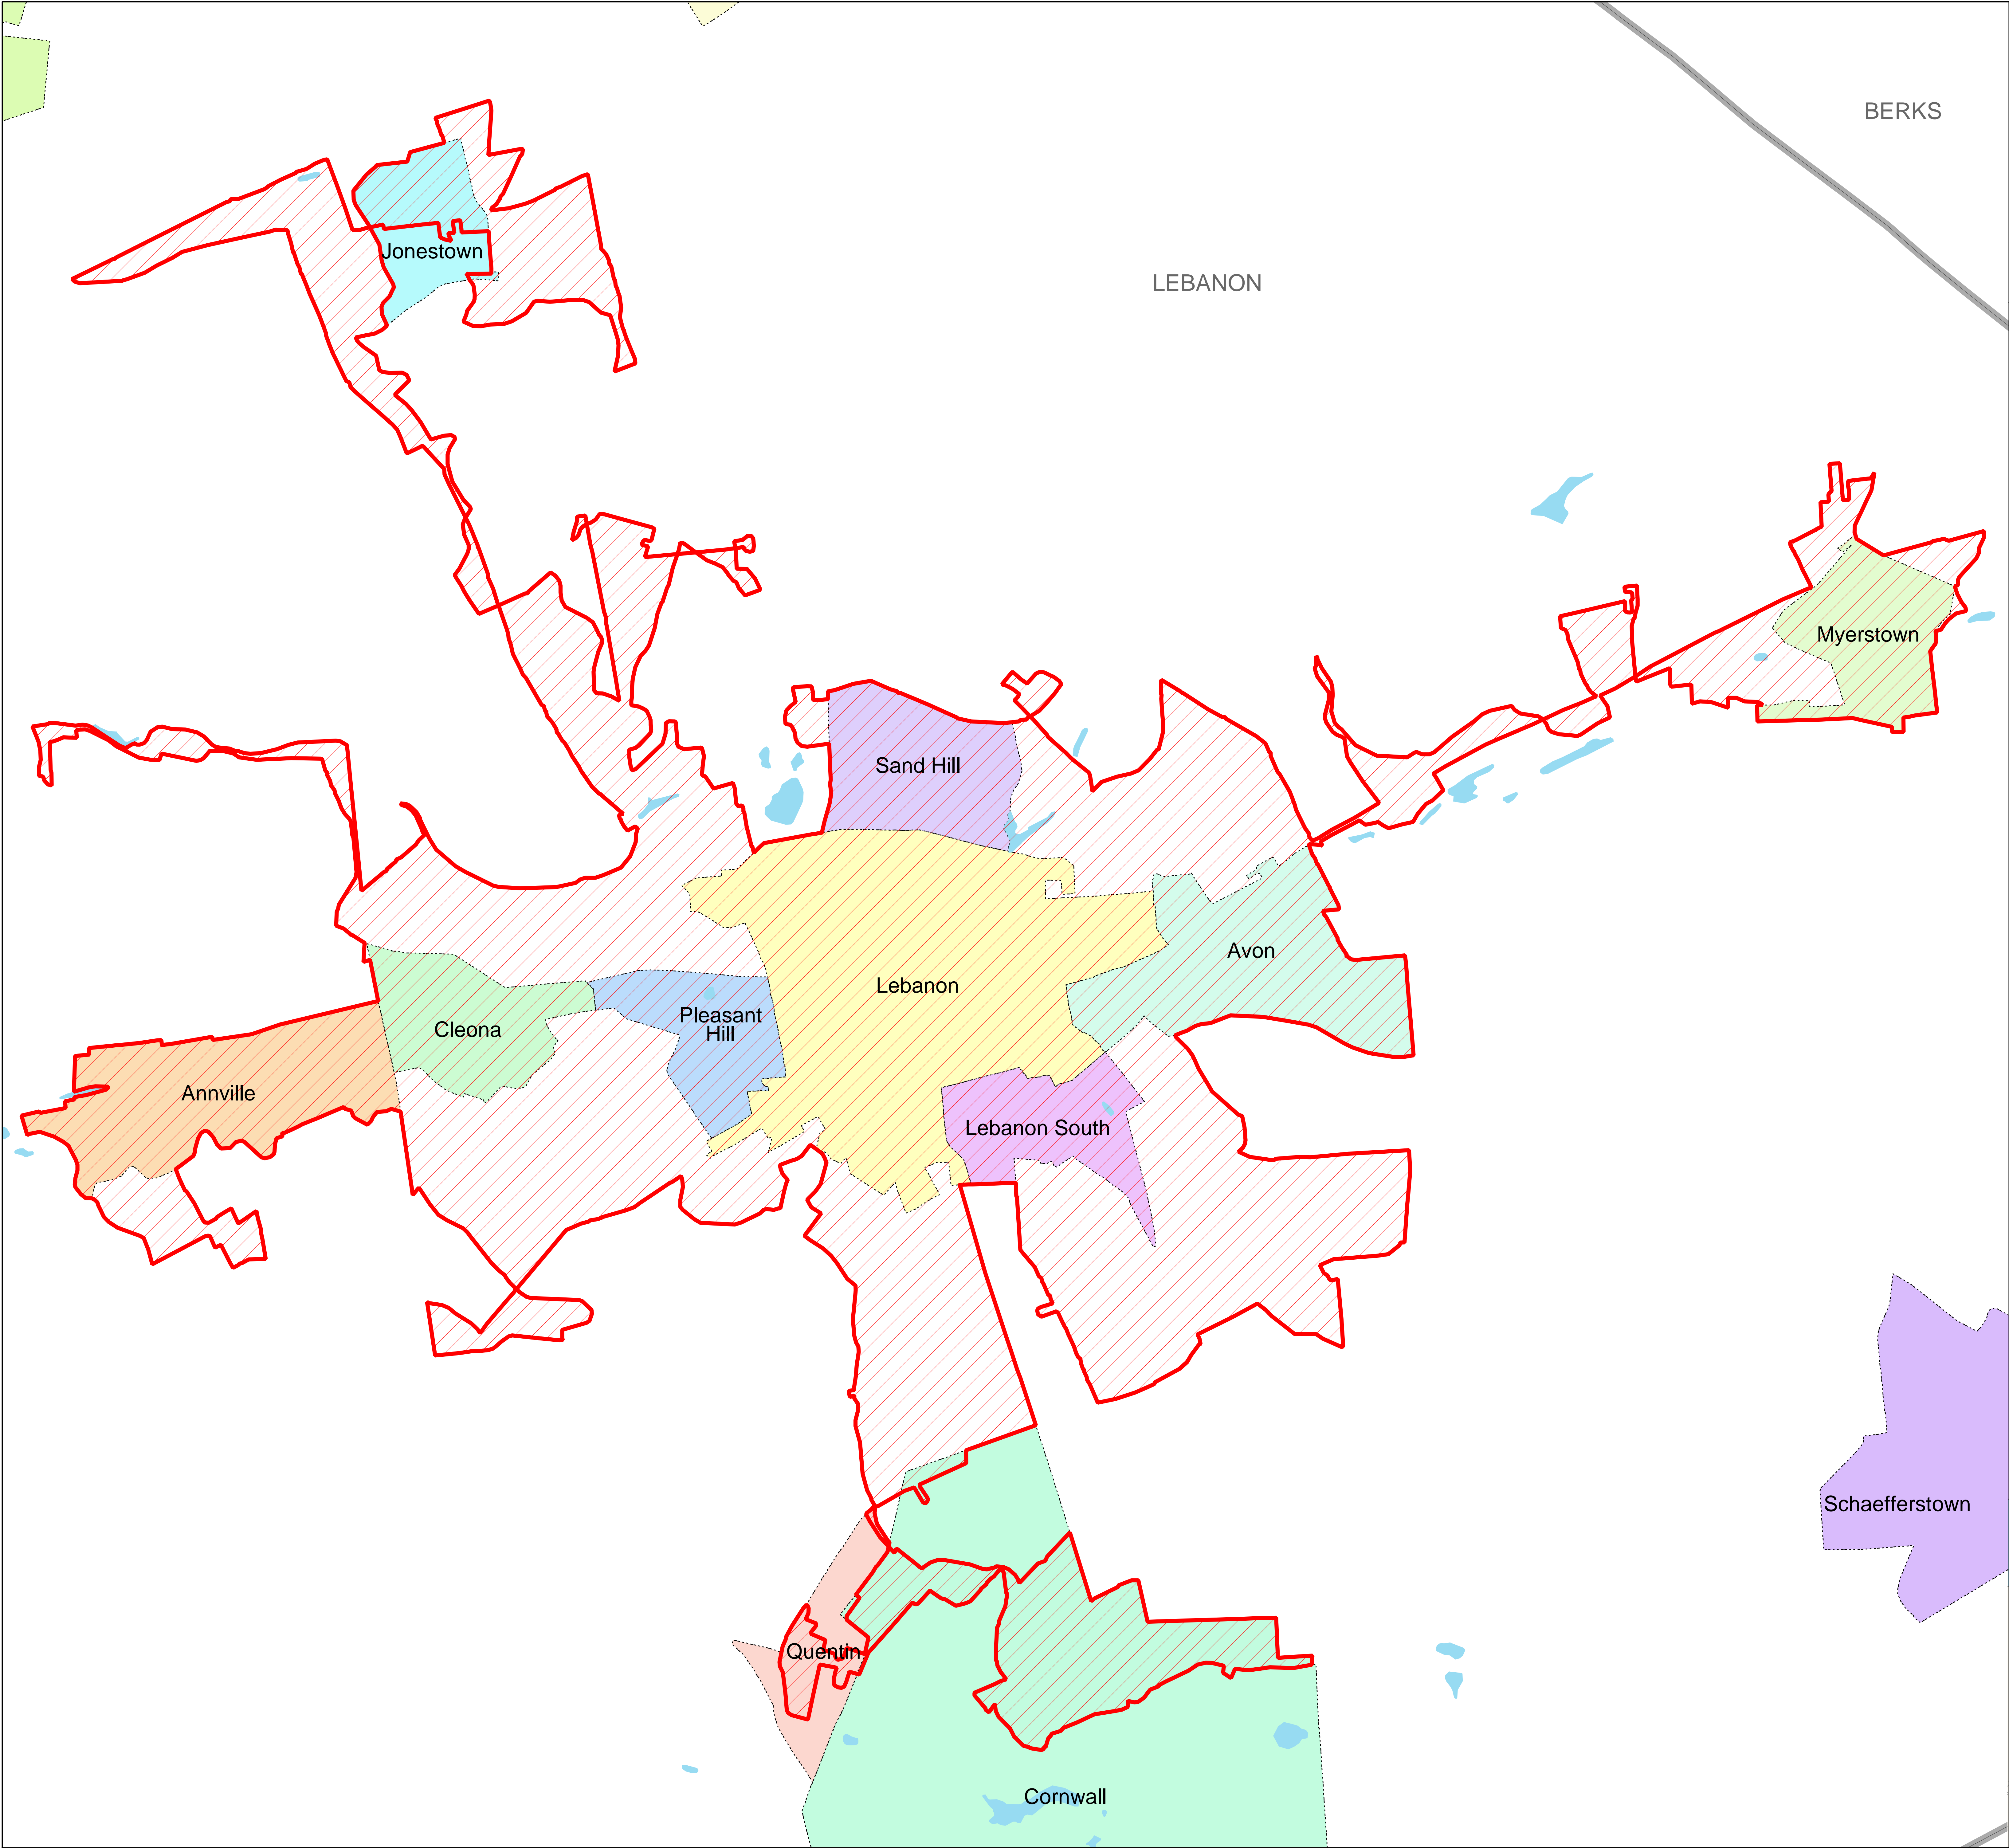 BERKS
Jonestown
LEBANON
Myerstown
Sand Hill
Avon
Lebanon
Pleasant
Hill
Cleona
Annville
Lebanon South
Schaefferstown
Quentin
Cornwall